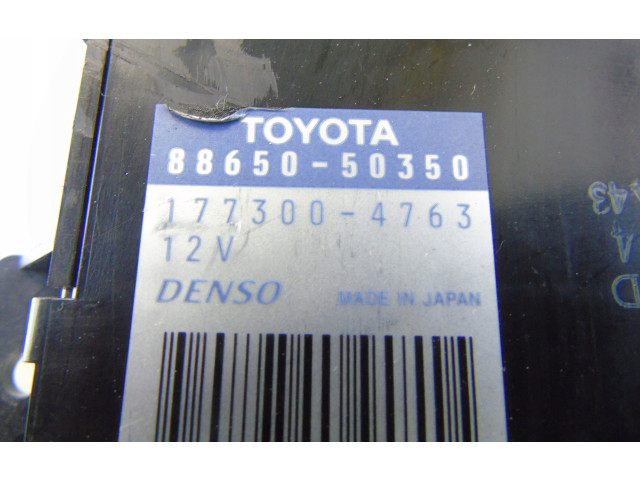 TOYOTA
88650-50350
177300-4763
12V
DENSO MADE IN JAPAN